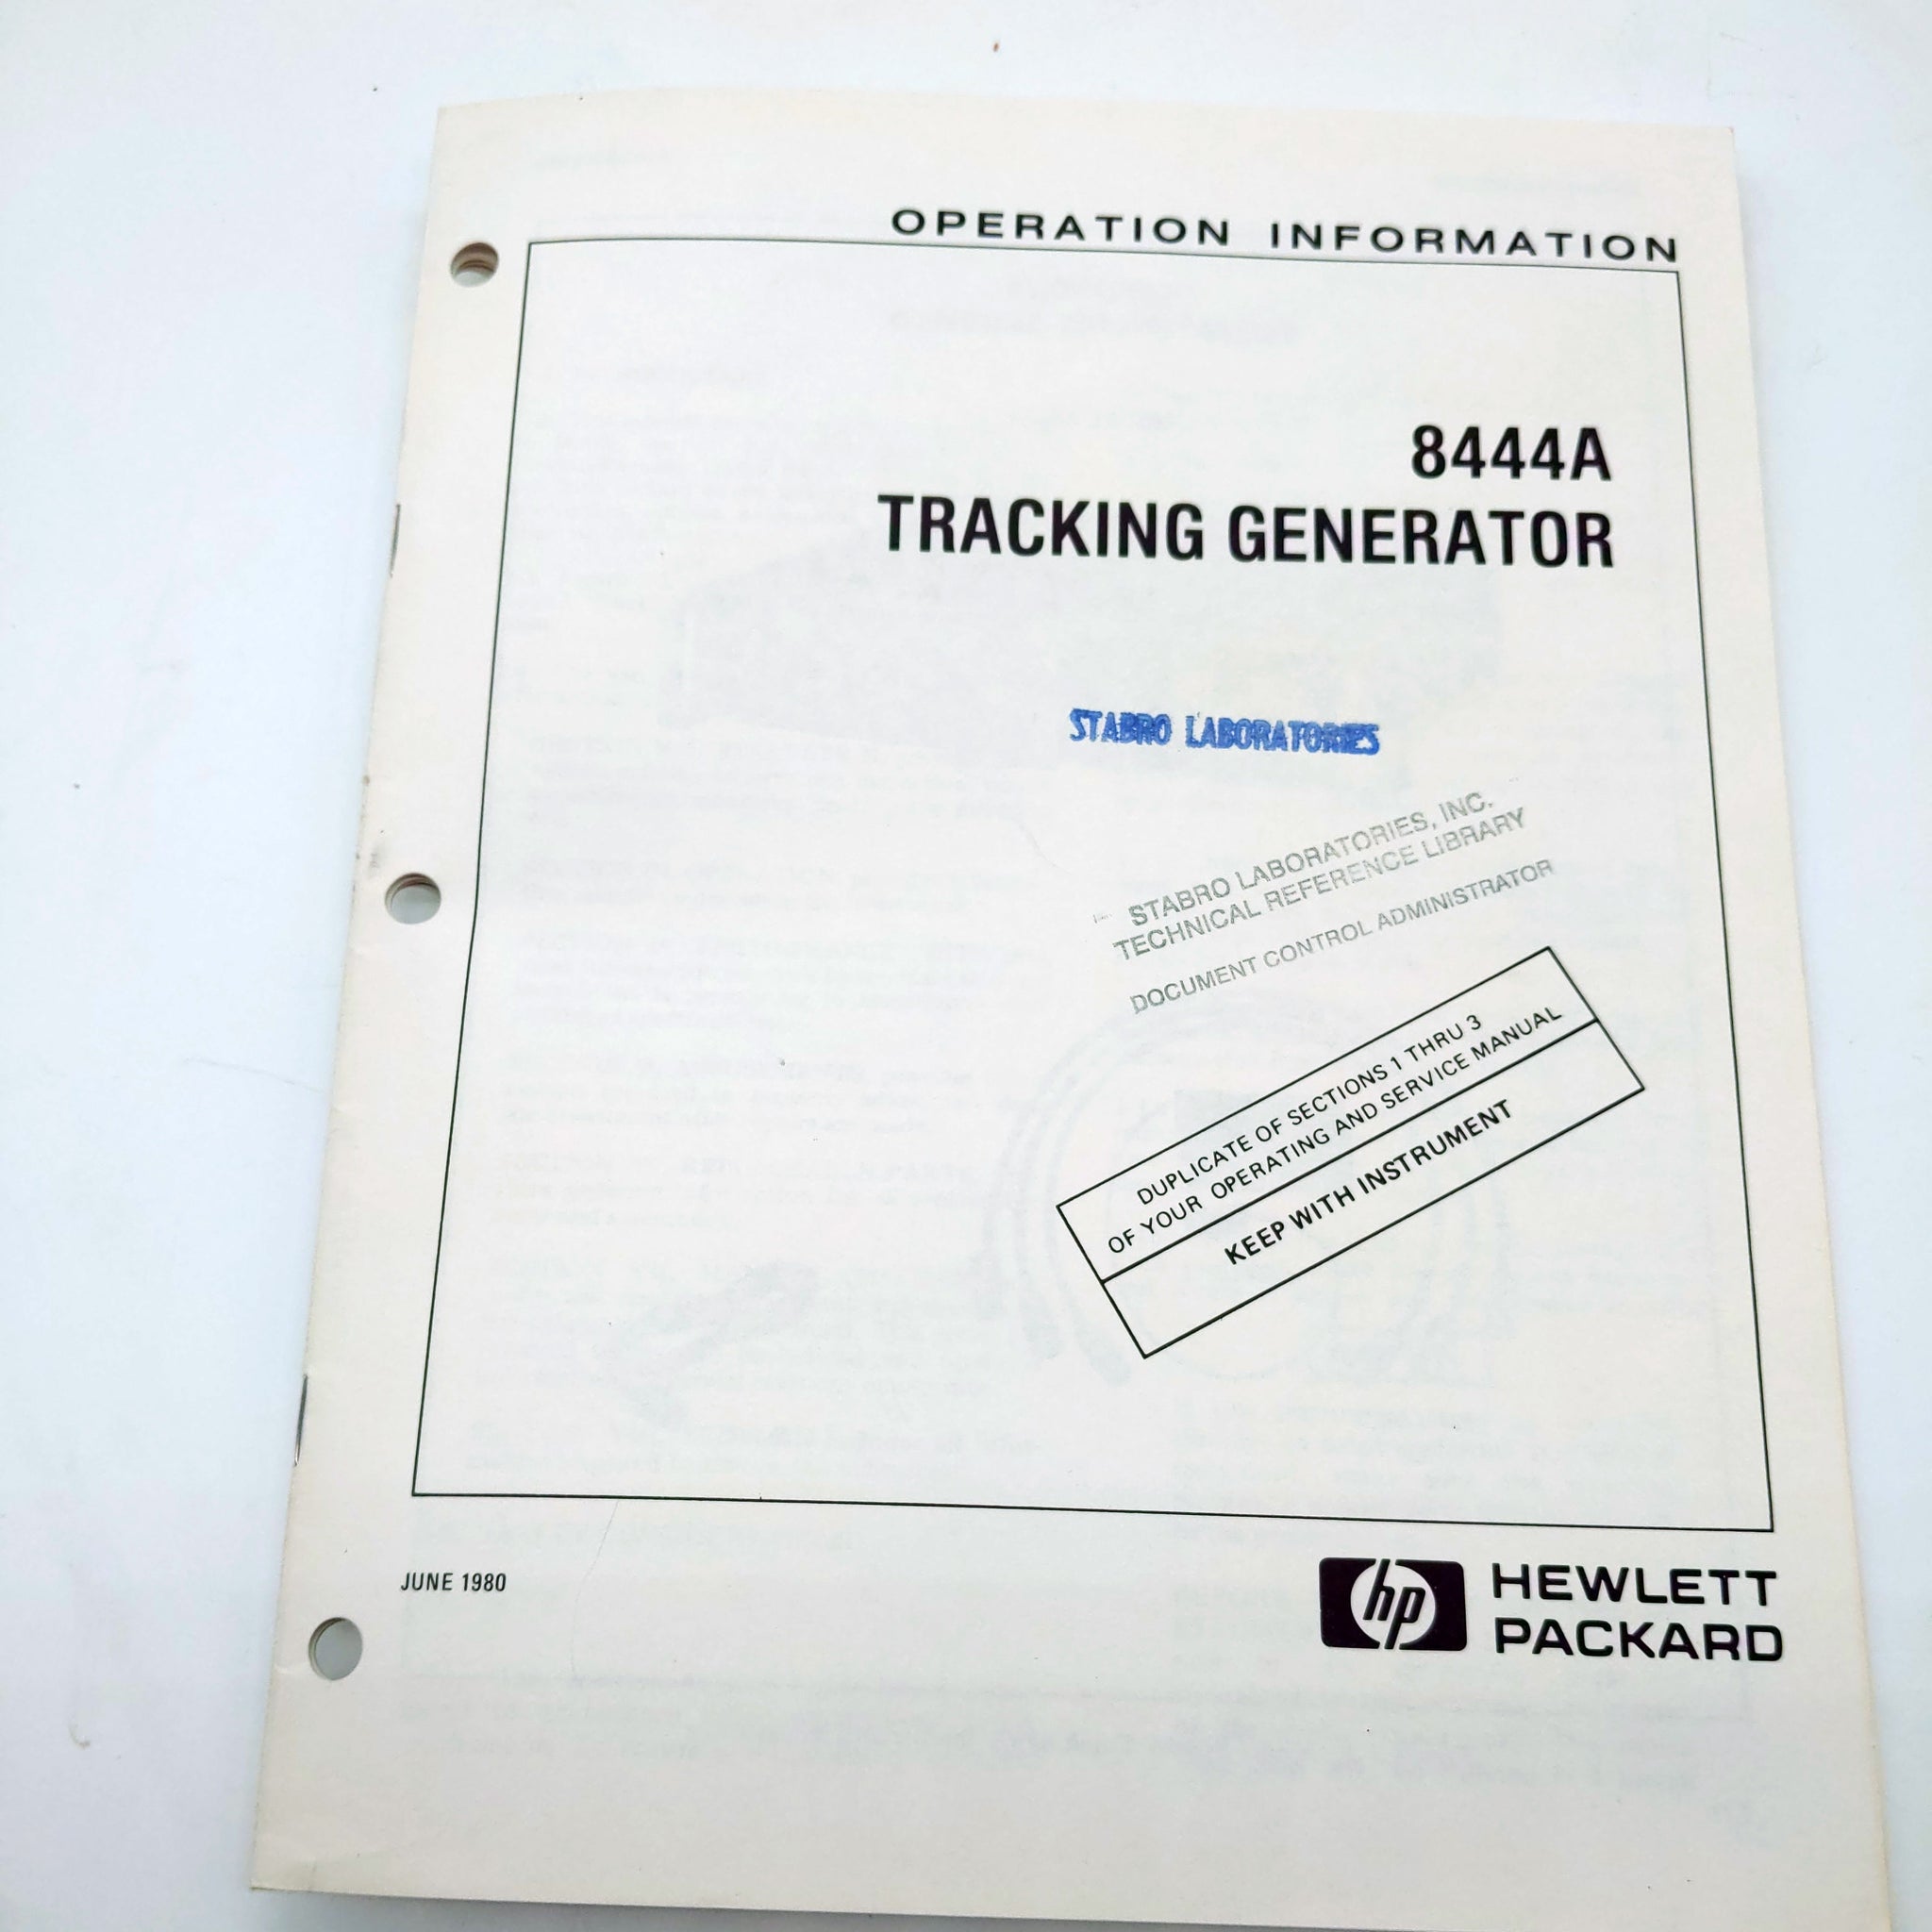 OPERATION INFORMATION
8444A
TRACKING GENERATOR
STABRO LABORATORIES
STABRO LABORATORIES, INC.
TECHNICAL REFERENCE LIBRARY
DOCUMENT CONTROL ADMINISTRATOR
DUPLICATE OF SECTIONS 1 THRU 3
OF YOUR OPERATING AND SERVICE MANUAL
KEEP WITH INSTRUMENT
JUNE 1980
hp HEWLETT
PACKARD